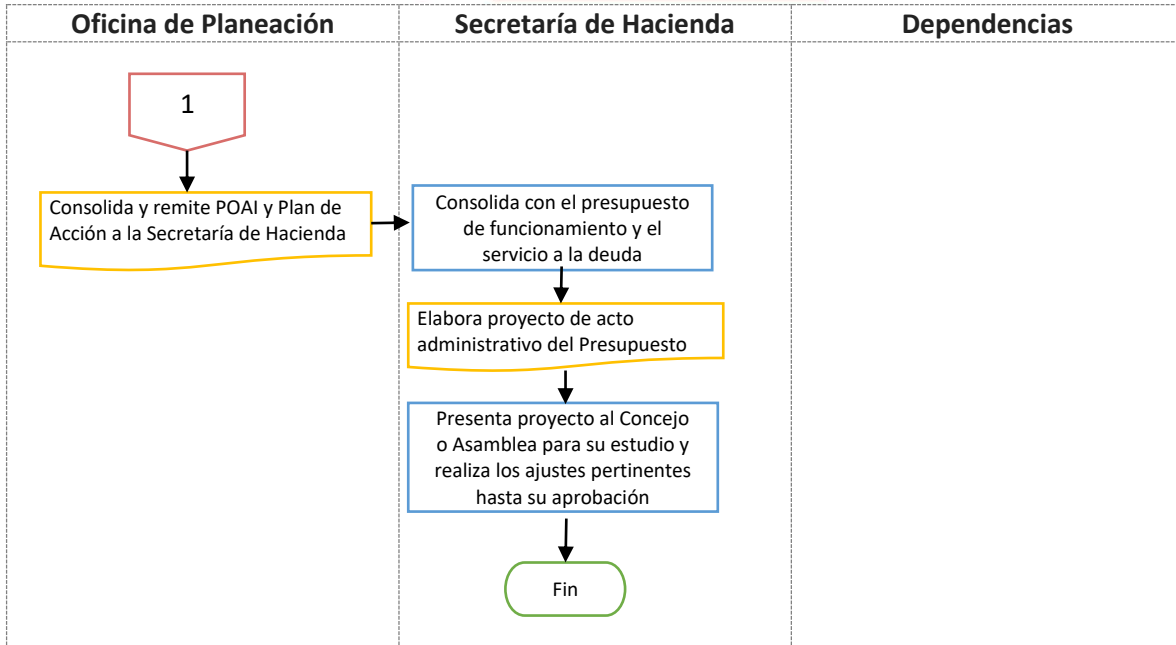 Oficina de Planeación
Secretaría de Hacienda
Dependencias
1
Consolida y remite POAI y Plan de
Acción a la Secretaría de Hacienda
Consolida con el presupuesto
de funcionamiento y el
servicio a la deuda
Elabora proyecto de acto
administrativo del Presupuesto
Presenta proyecto al Concejo
o Asamblea para su estudio y
realiza los ajustes pertinentes
hasta su aprobación
Fin